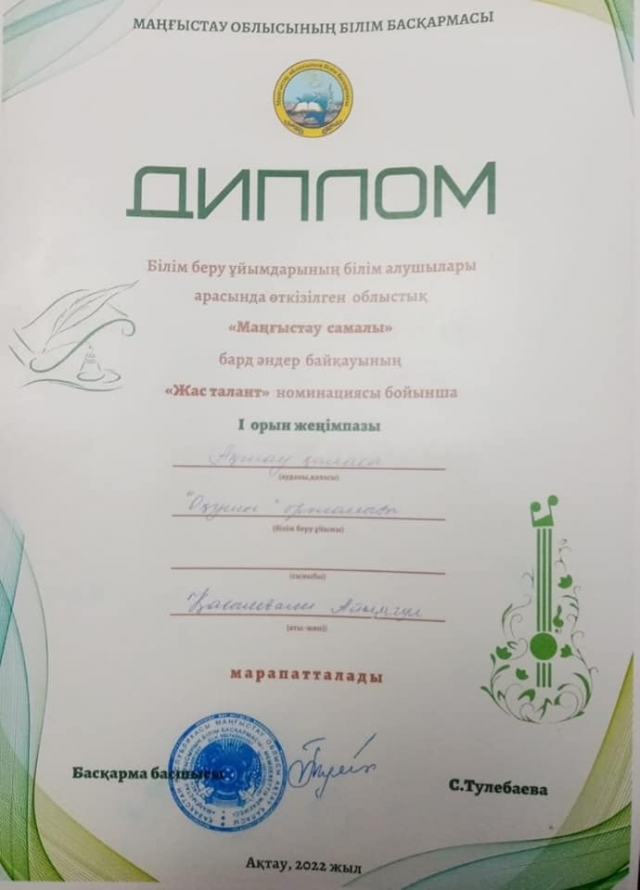 МАҢҒЫСТАУ ОБЛЫСЫНЫҢ БІЛІМ БАСҚАРМАСЫ
ДИПЛОМ
Білім беру ұйымдарының білім алушылары
арасында өткізілген облыстық
«Маңғыстау самалы»
бард әндер байқауының
«Жас талант» номинациясы бойынша
I орын жеңімпазы
Ақтау қаласы
(ауданы,қаласы)
орталығы
(білім беру ұйымы)
(сыныбы)
(аты-жөні)
марапатталады
Басқарма басшысы
С.Тулебаева
Ақтау, 2022 жыл